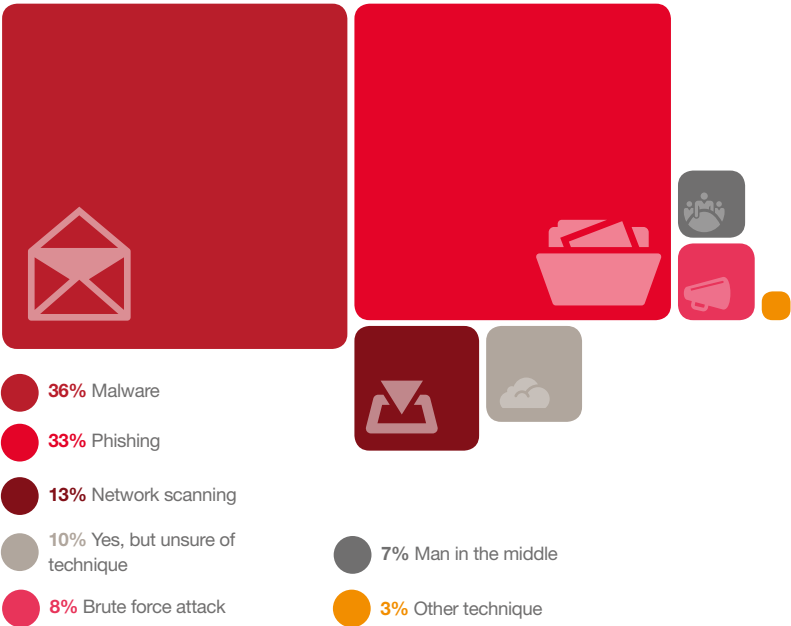 36% Malware
33% Phishing
13% Network scanning
10% Yes, but unsure of
technique
8% Brute force attack
7% Man in the middle
3% Other technique